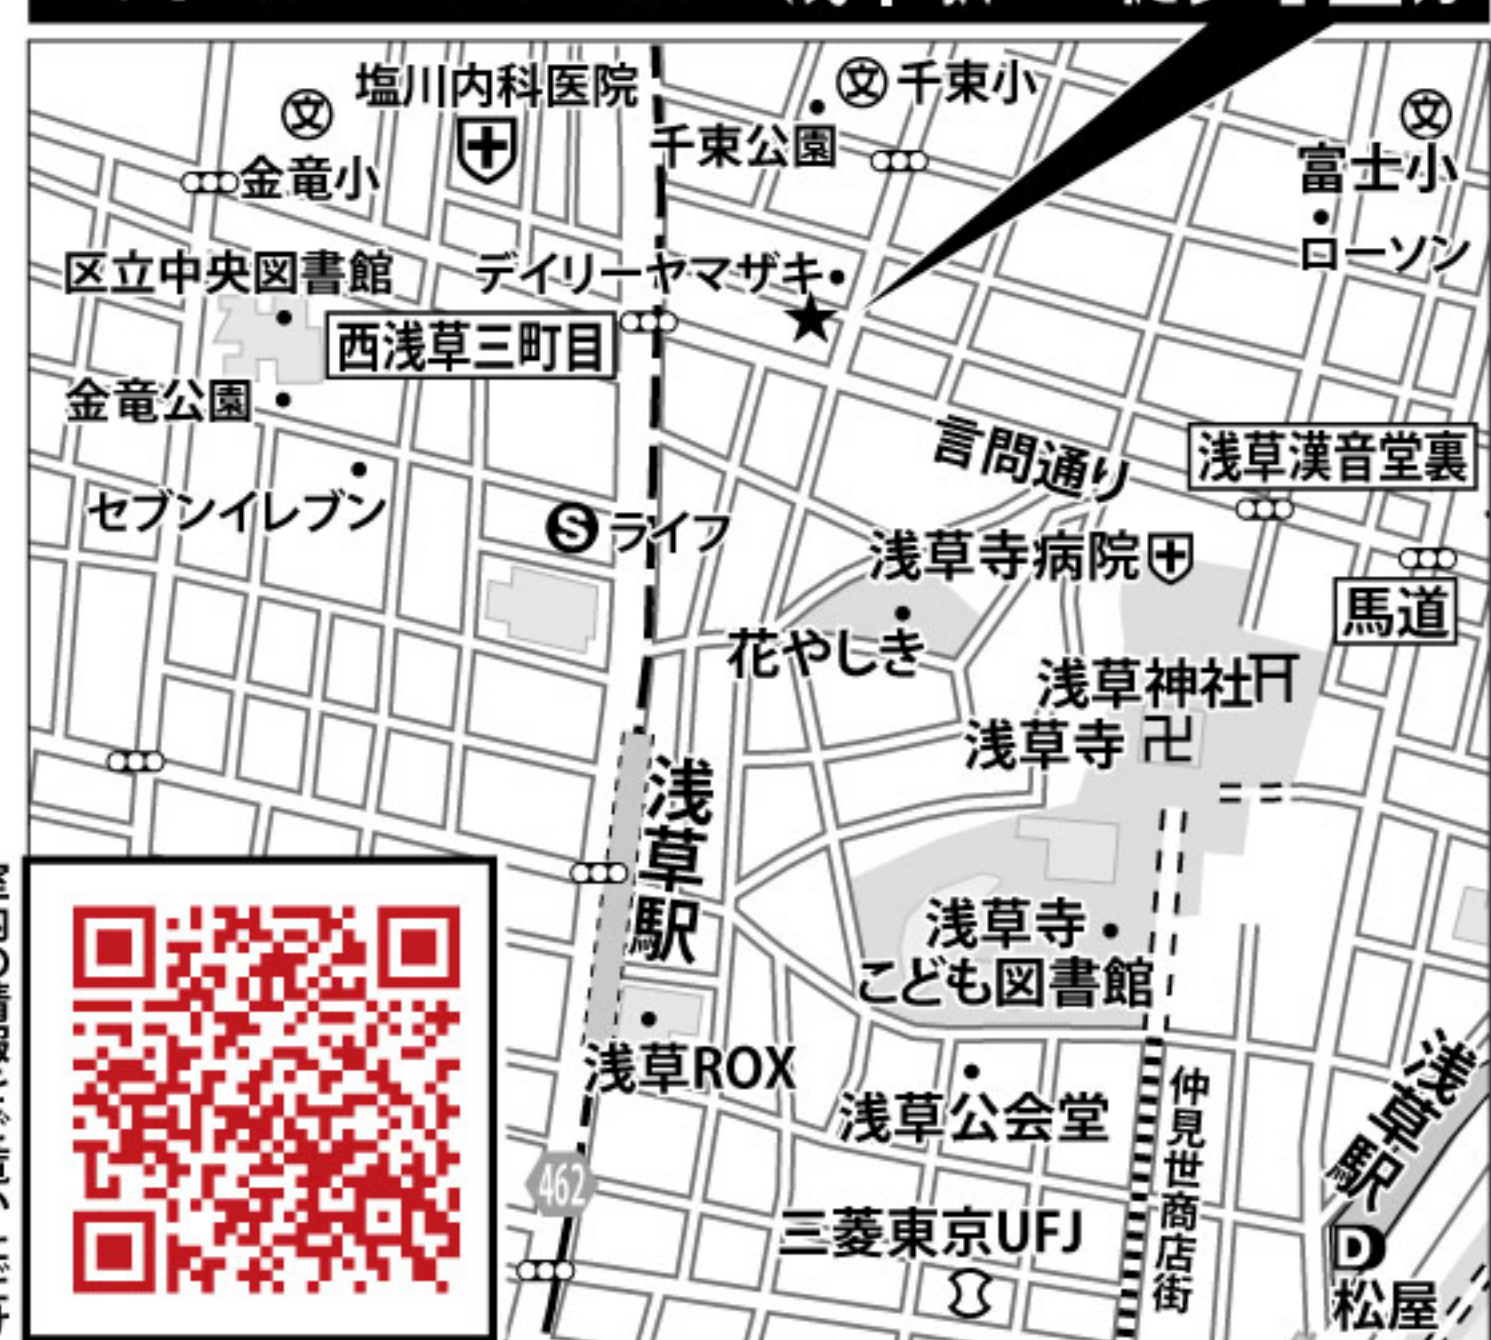 塩川内科医院
文
千束小
文
金竜小
千束公園
文
富士小
ローソン
区立中央図書館
デイリーヤマザキ
西浅草三町目
金竜公園
言問通り
浅草漢音堂裏
セブンイレブン
S
ライフ
浅草寺病院
馬道
花やしき
浅草神社
浅草寺
卍
浅草駅
浅草寺
こども図書館
浅草ROX
浅草公会堂
仲見世商店街
浅草駅
462
三菱東京UFJ
D
松屋